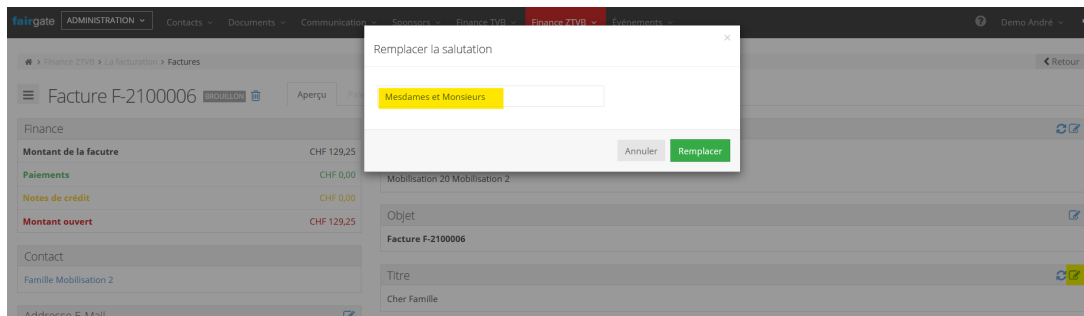 fairgate ADMINISTRATION Contacts Documents Communication Sponsors Finance TVB Finance ZTVB Événements Demo André
Remplacer la salutation ×
> Finance ZTVB > La facturation > Factures Retour
Facture F-2100006 BROUILLON Aperçu
Mesdames et Monsieurs
Finance
Annuler Remplacer
Montant de la facutre CHF 129,25
Paiements CHF 0,00
Mobilisation 20 Mobilisation 2
Notes de crédit CHF 0,00
Montant ouvert CHF 129,25
Objet
Facture F-2100006
Contact
Famille Mobilisation 2
Titre
Cher Famille
Addresse E-Mail